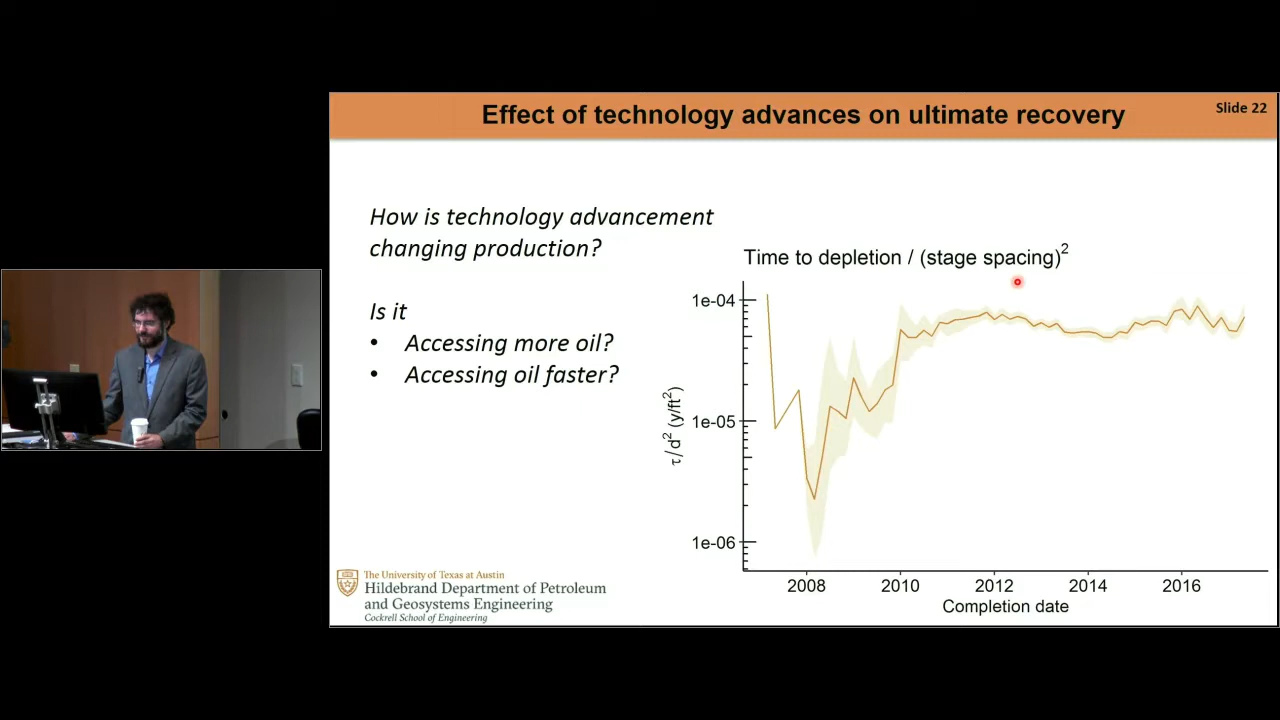 Effect of technology advances on ultimate recovery
Slide 22
How is technology advancement
changing production?
Is it
• Accessing more oil?
• Accessing oil faster?
Time to depletion / (stage spacing)²
1e-04
1e-05
1e-06
τ/d² (y/ft²)
2008
2010
2012
2014
2016
Completion date
The University of Texas at Austin
Hildebrand Department of Petroleum
and Geosystems Engineering
Cockrell School of Engineering